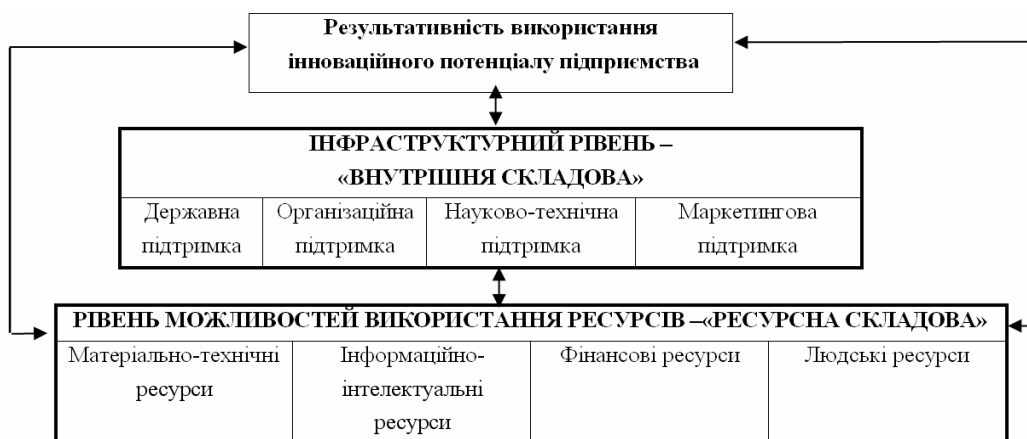 Результативність використання
інноваційного потенціалу підприємства
ІНФРАСТРУКТУРНИЙ РІВЕНЬ –
«ВНУТРІШНЯ СКЛАДОВА»
Державна
підтримка
Організаційна
підтримка
Науково-технічна
підтримка
Маркетингова
підтримка
РІВЕНЬ МОЖЛИВОСТЕЙ ВИКОРИСТАННЯ РЕСУРСІВ –«РЕСУРСНА СКЛАДОВА»
Матеріально-технічні
ресурси
Інформаційно-
інтелектуальні
ресурси
Фінансові ресурси
Людські ресурси